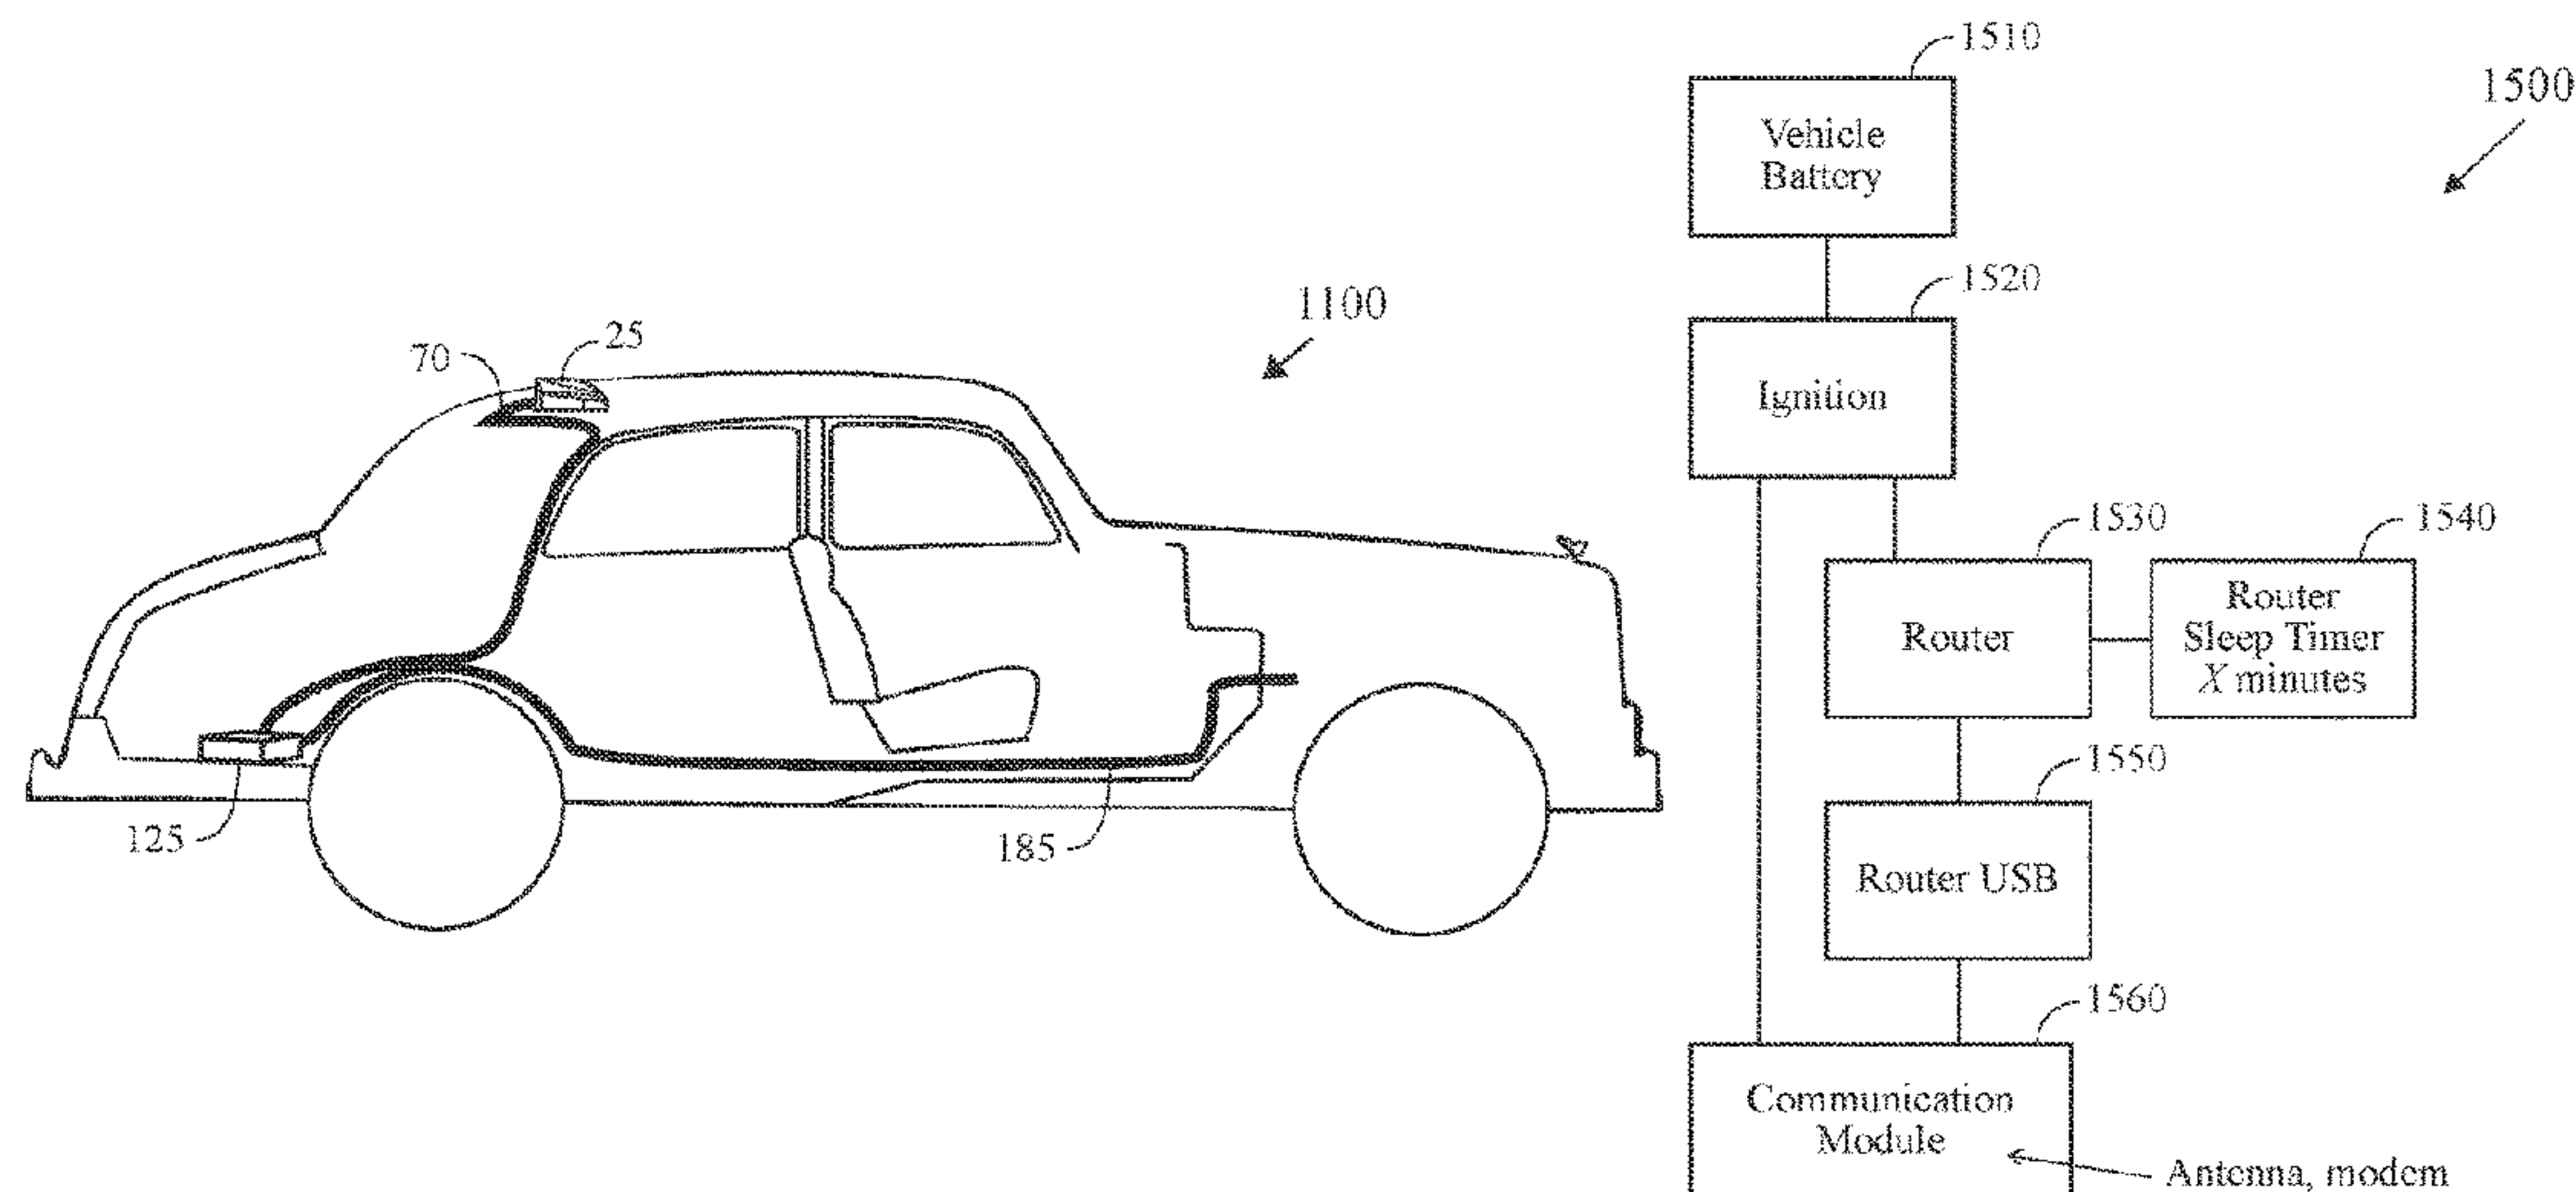 1510
1500
Vehicle
Battery
1520
1100
Ignition
25
70
1530
1540
Router
Router
Sleep Timer
X minutes
1550
125
185
Router USB
1560
Communication
Module
Antenna, modem